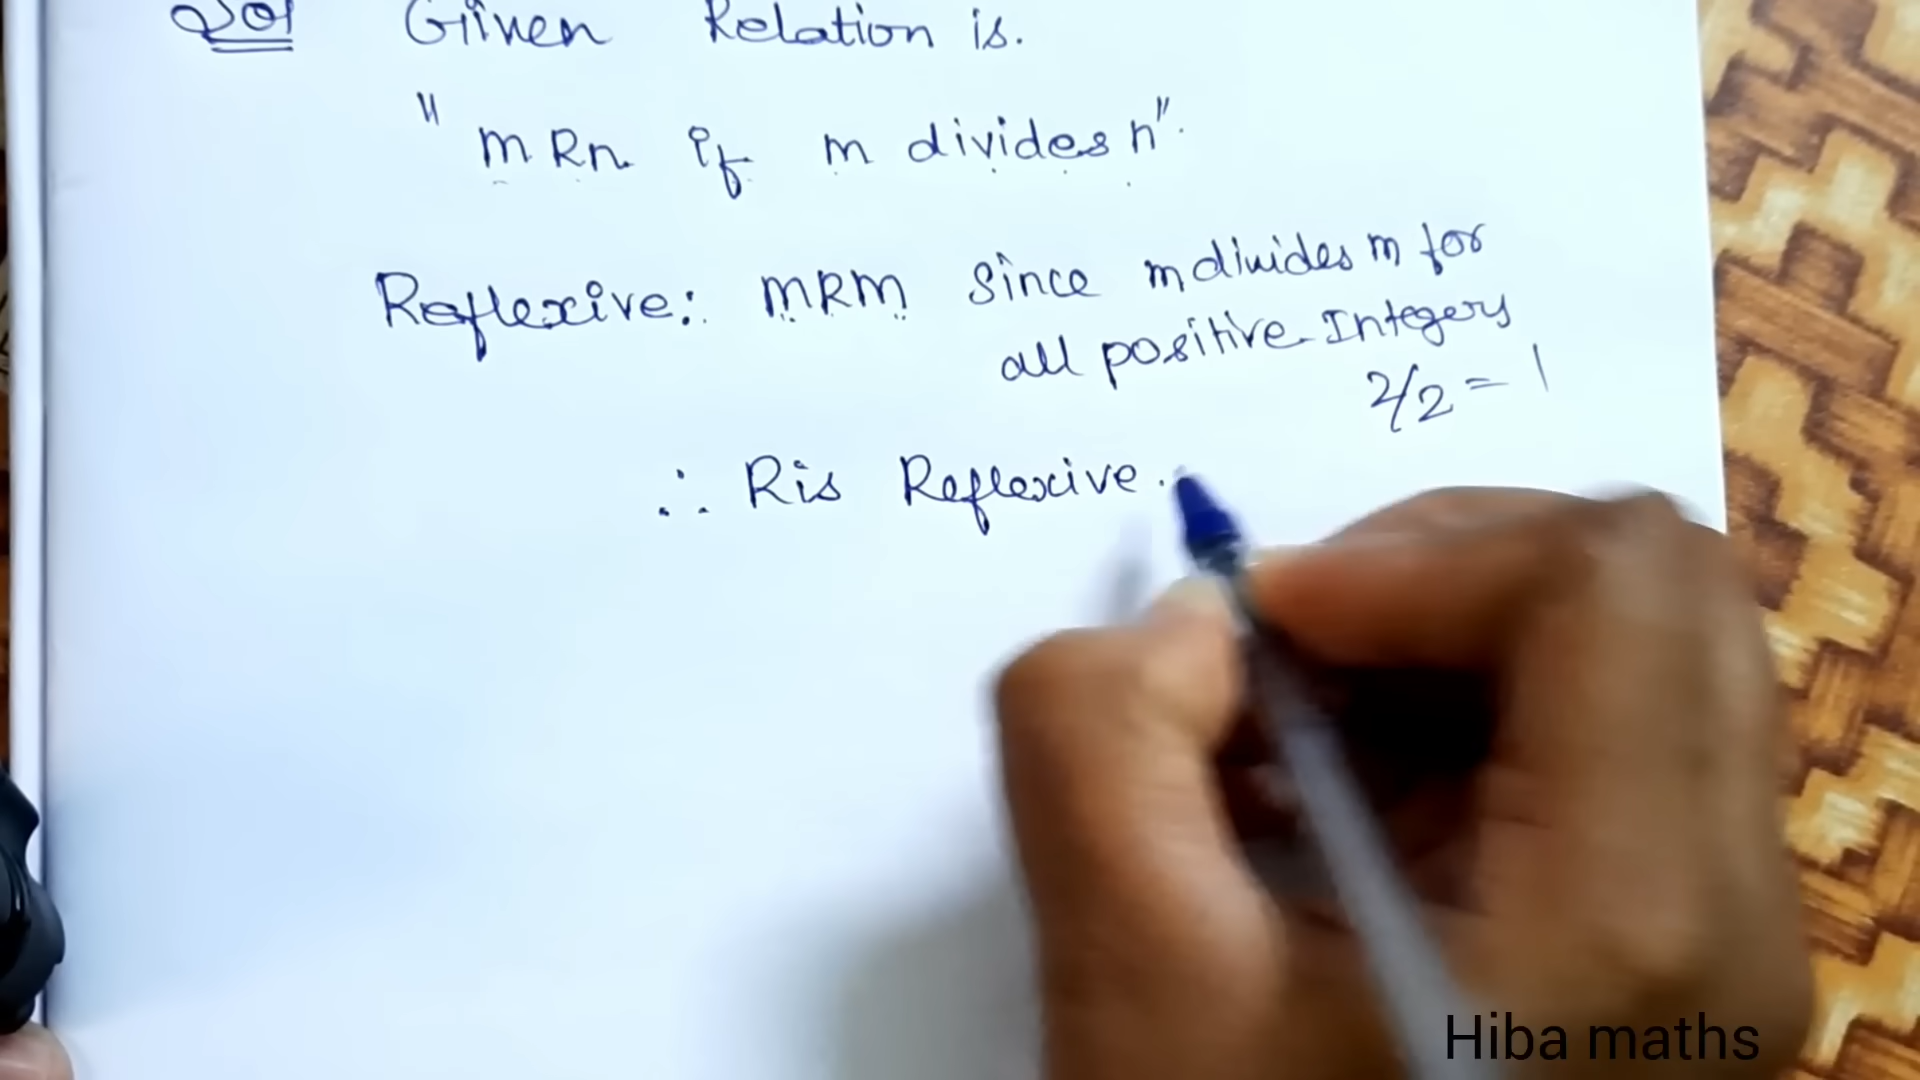 Sol Given Relation is.
"mRn if m divides n".
Reflexive: mRm Since m divides m for
all positive Integers
2/2 = 1
∴ R is Reflexive.
Hiba maths